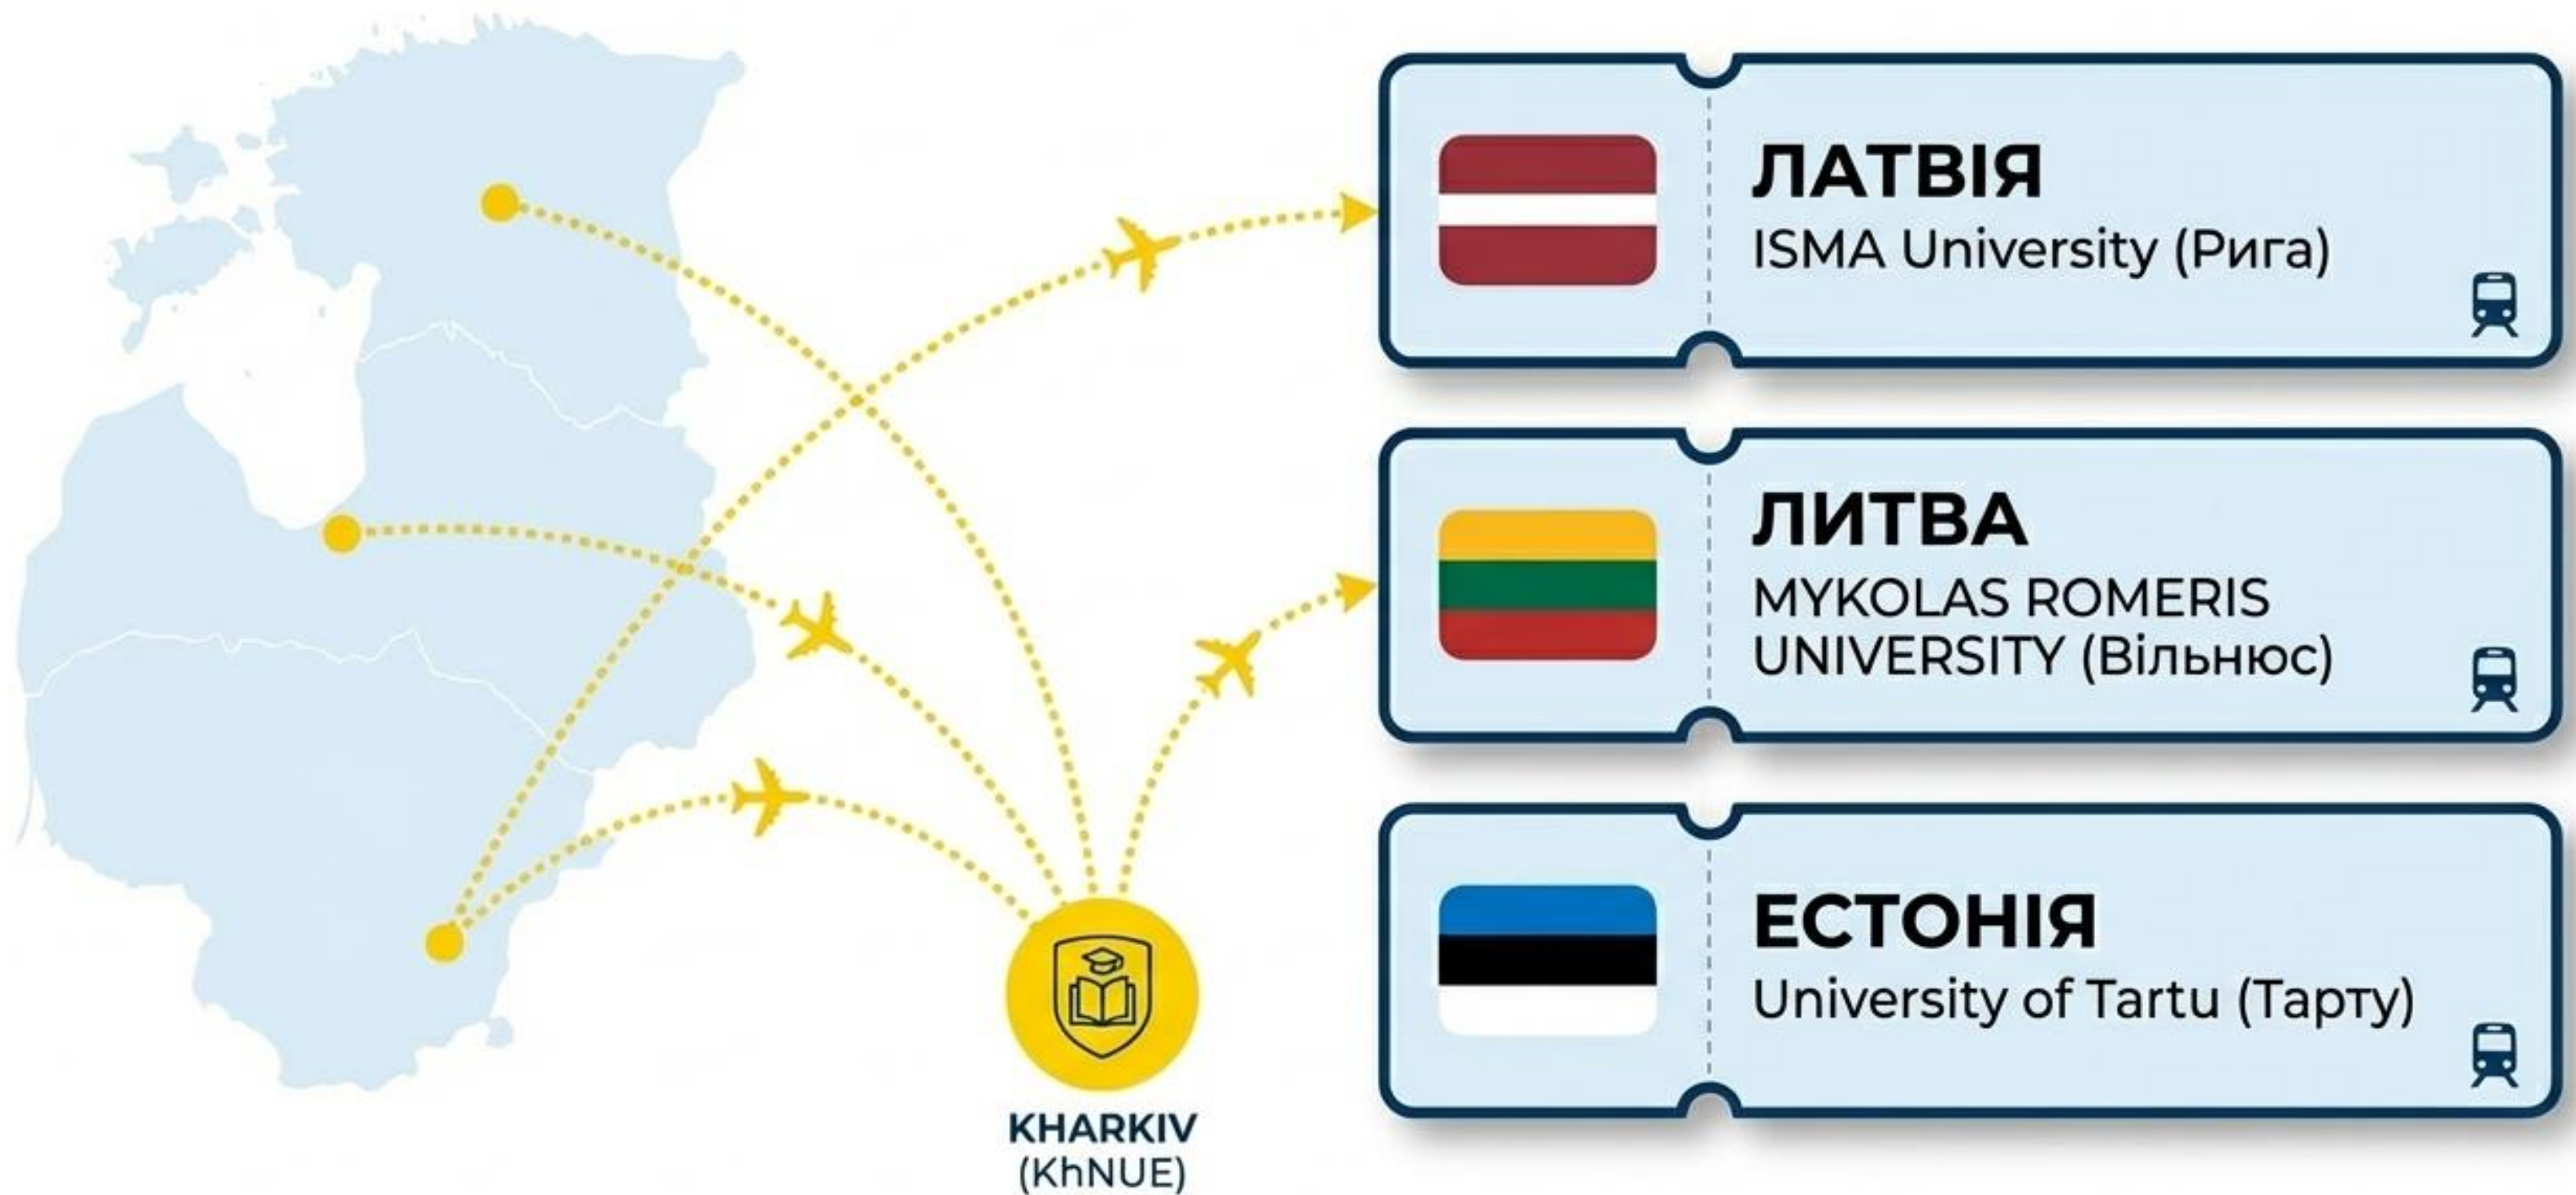 ЛАТВІЯ
ISMA University (Рига)
ЛИТВА
MYKOLAS ROMERIS
UNIVERSITY (Вільнюс)
ЕСТОНІЯ
University of Tartu (Тарту)
KHARKIV
(KhNUE)